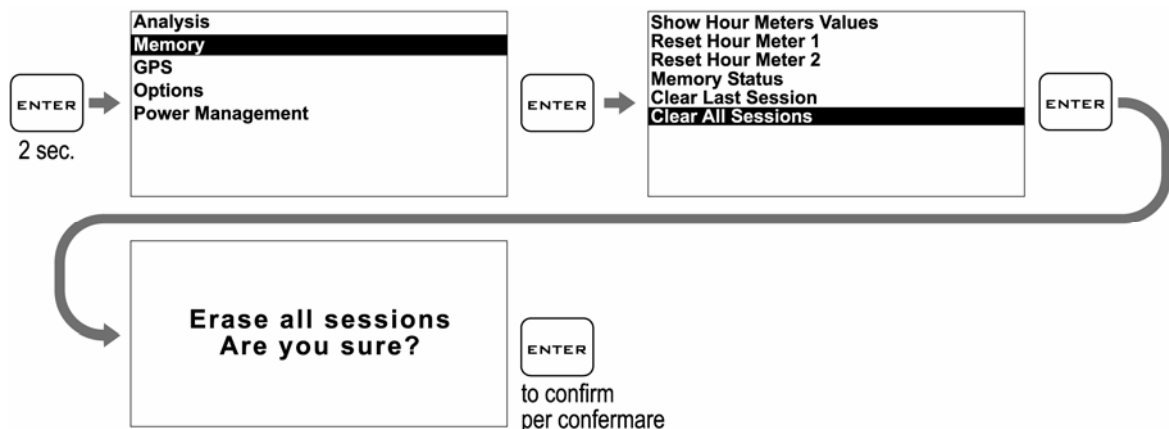 ENTER
2 sec.
Analysis
Memory
GPS
Options
Power Management
ENTER
Show Hour Meters Values
Reset Hour Meter 1
Reset Hour Meter 2
Memory Status
Clear Last Session
Clear All Sessions
ENTER
Erase all sessions
Are you sure?
ENTER
to confirm
per confermare